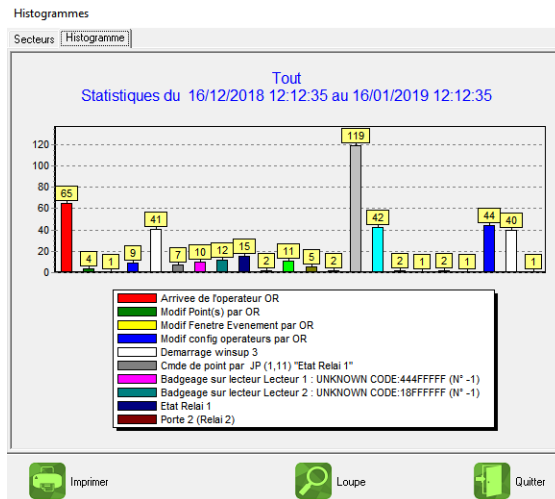 Histogrammes
Secteurs Histogramme
Tout
Statistiques du 16/12/2018 12:12:35 au 16/01/2019 12:12:35
120
100
80
60
40
20
0
65
4
1
9
41
7
10
12
15
2
11
5
2
119
42
2
1
2
1
44
40
1
Arrivee de l'operateur OR
Modif Point(s) par OR
Modif Fenetre Evenement par OR
Modif config operateurs par OR
Demarrage winsup 3
Cmde de point par JP (1,11) "Etat Relai 1"
Badgeage sur lecteur Lecteur 1 : UNKNOWN CODE:444FFFFF (N° -1)
Badgeage sur lecteur Lecteur 2 : UNKNOWN CODE:18FFFFFF (N° -1)
Etat Relai 1
Porte 2 (Relai 2)
Imprimer
Loupe
Quitter